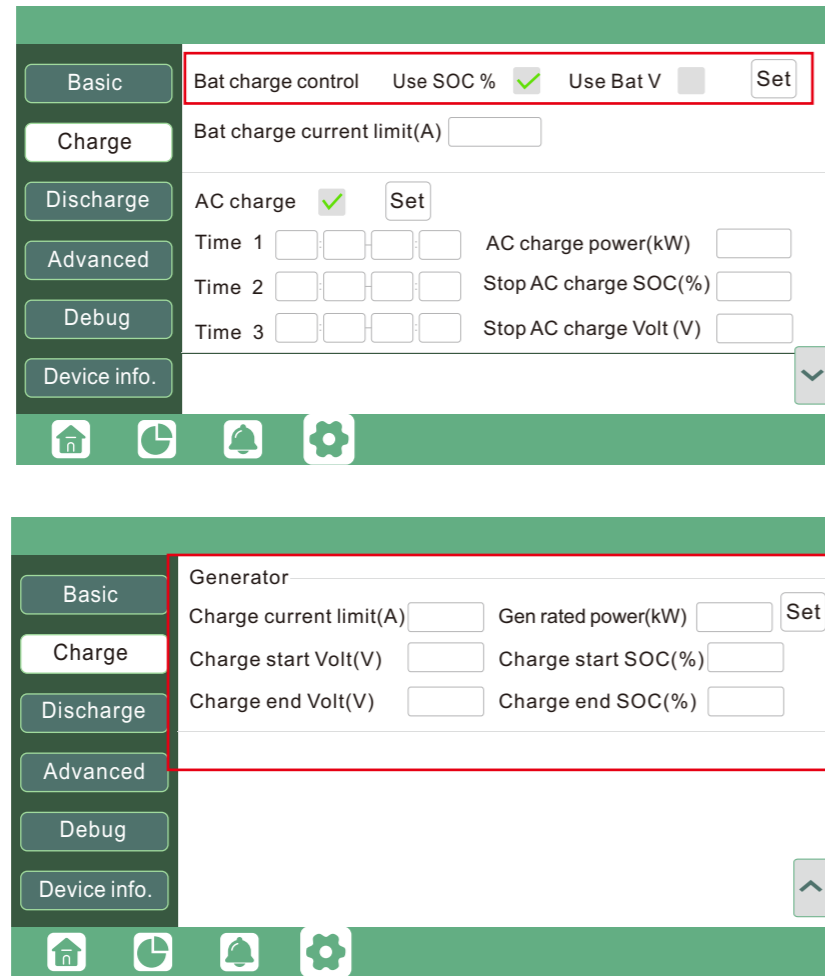 Basic
Charge
Discharge
Advanced
Debug
Device info.
Bat charge control Use SOC % Use Bat V Set
Bat charge current limit(A)
AC charge Set
Time 1 : - : AC charge power(kW)
Time 2 : - : Stop AC charge SOC(%)
Time 3 : - : Stop AC charge Volt (V)
Basic
Charge
Discharge
Advanced
Debug
Device info.
Generator
Charge current limit(A) Gen rated power(kW) Set
Charge start Volt(V) Charge start SOC(%)
Charge end Volt(V) Charge end SOC(%)